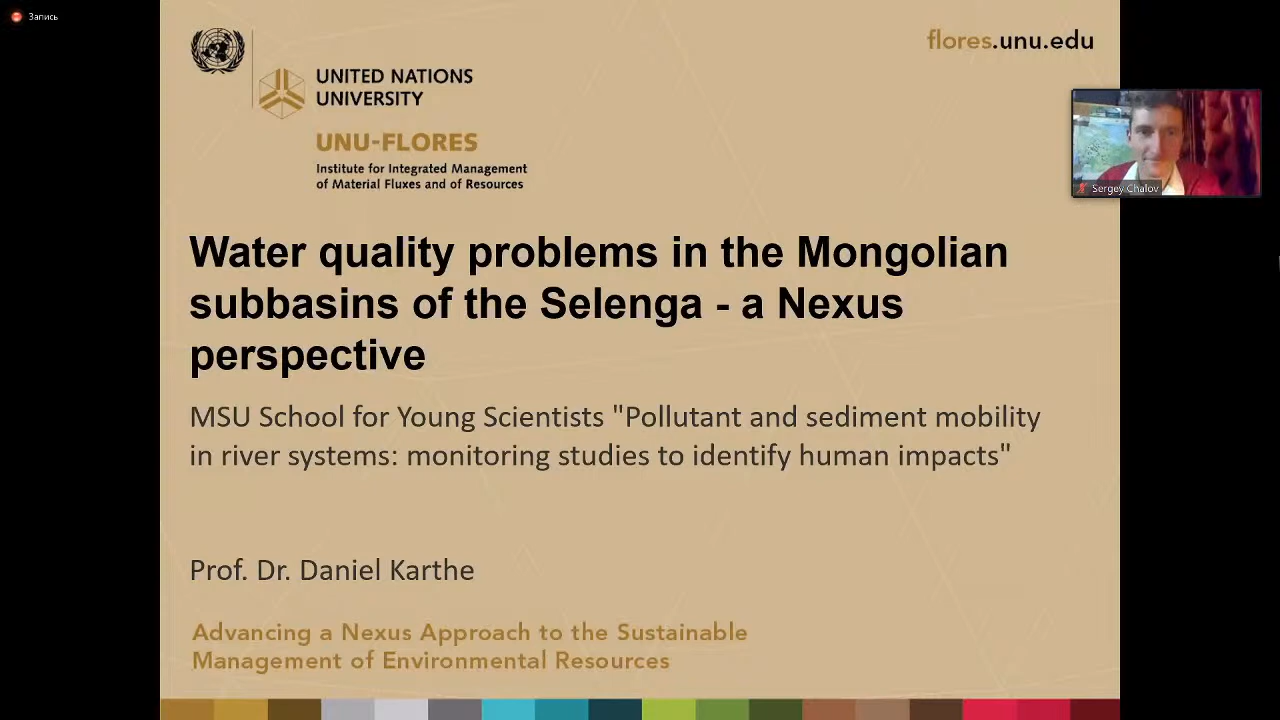 Запись
flores.unu.edu
UNITED NATIONS
UNIVERSITY
UNU-FLORES
Institute for Integrated Management
of Material Fluxes and of Resources
Sergey Chalov
Water quality problems in the Mongolian
subbasins of the Selenga - a Nexus
perspective
MSU School for Young Scientists "Pollutant and sediment mobility
in river systems: monitoring studies to identify human impacts"
Prof. Dr. Daniel Karthe
Advancing a Nexus Approach to the Sustainable
Management of Environmental Resources